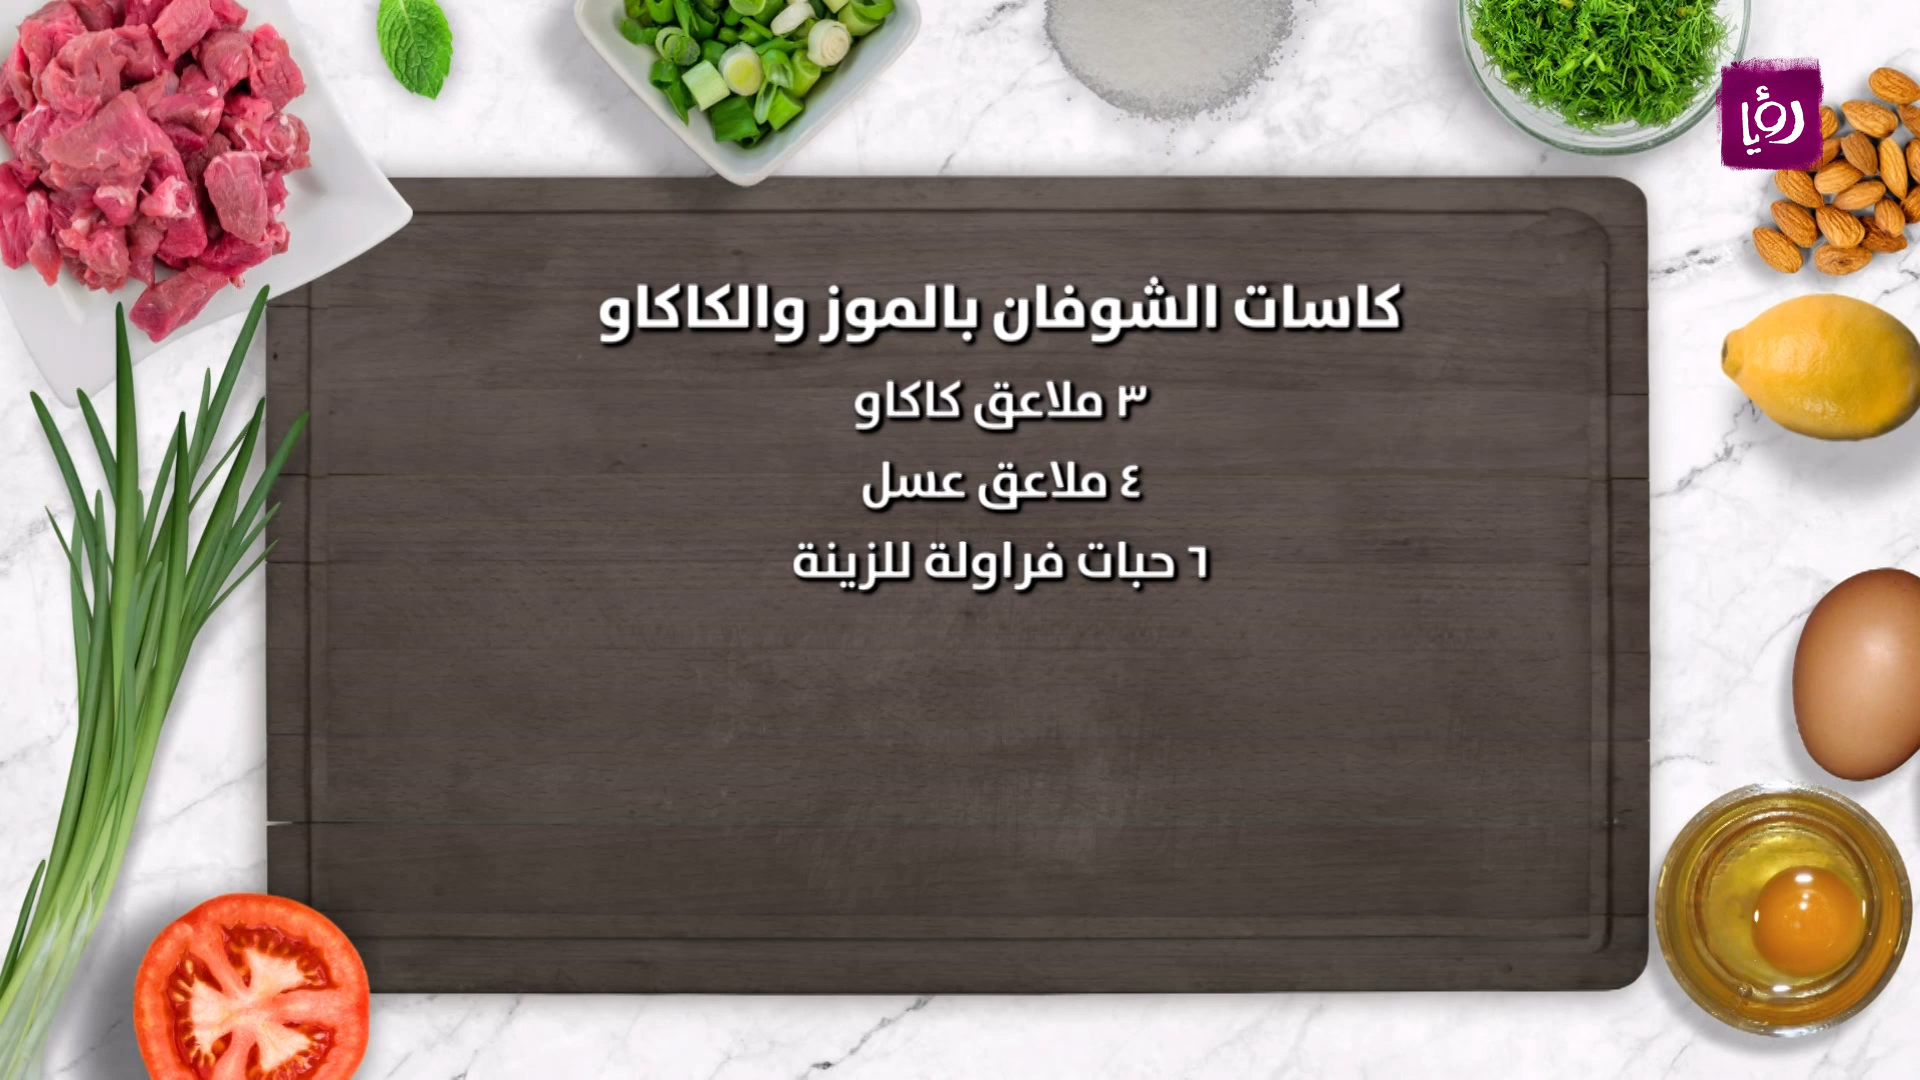 رؤيا
كاسات الشوفان بالموز والكاكاو
٣ ملاعق كاكاو
٤ ملاعق عسل
٦ حبات فراولة للزينة